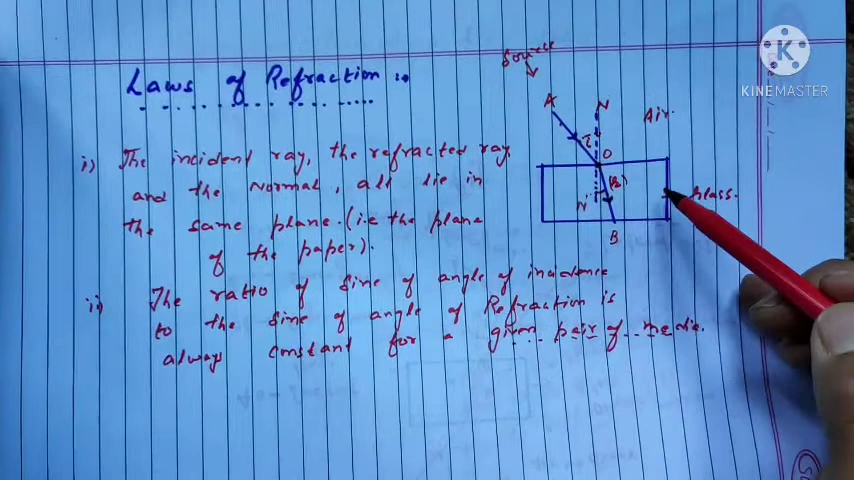 Source
Laws of Refraction :.
A
N
Air.
i
O
i) The incident ray, the refracted ray
and the Normal, all lie in
(r)
glass.
N'
the same plane. (i.e the plane
B
of the paper).
ii) The ratio of sine of angle of incidence
to the sine of angle of Refraction is
always constant for a given pair of media.
K
KINEMASTER